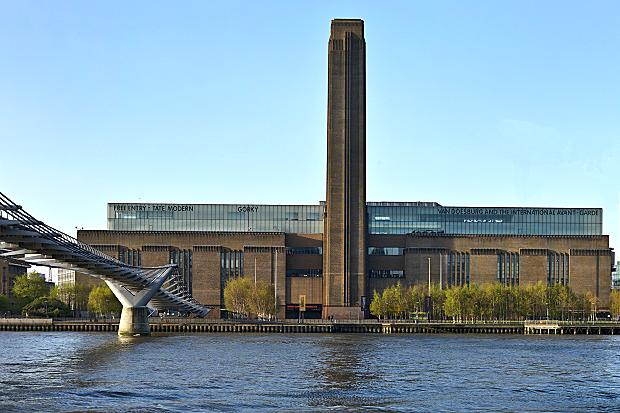 FREE ENTRY • TATE MODERN
GORKY
VAN DOESBURG AND THE INTERNATIONAL AVANT-GARDE